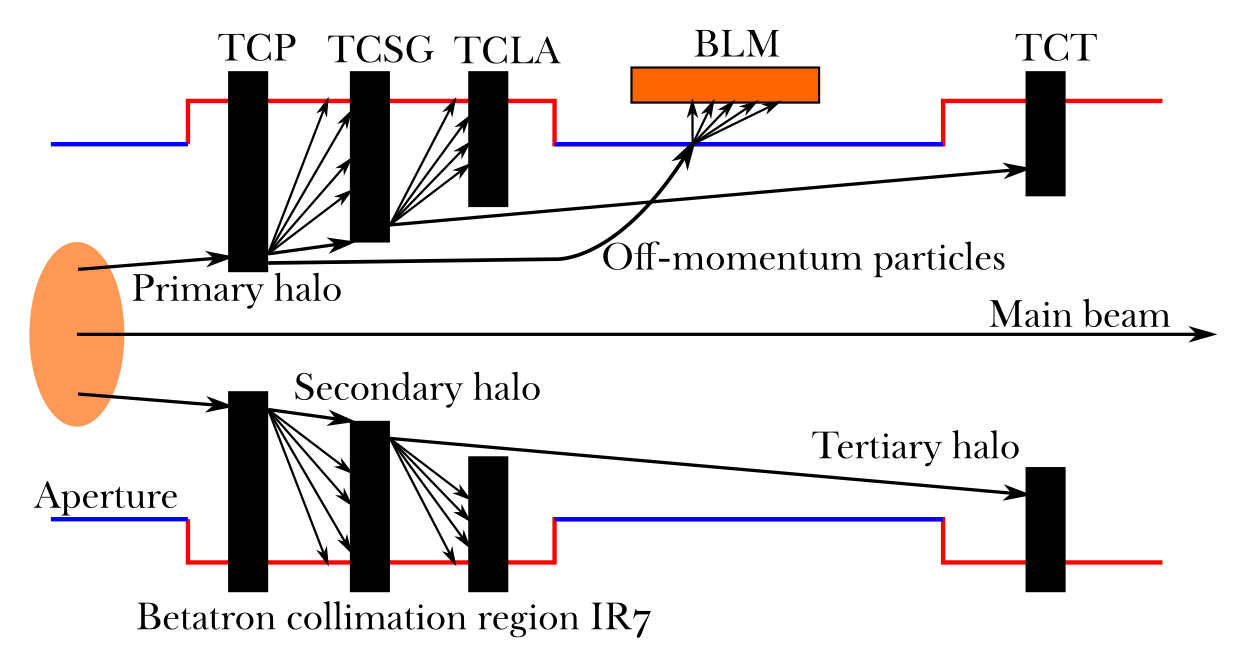 TCP
TCSG
TCLA
BLM
TCT
Off-momentum particles
Primary halo
Main beam
Secondary halo
Tertiary halo
Aperture
Betatron collimation region IR7